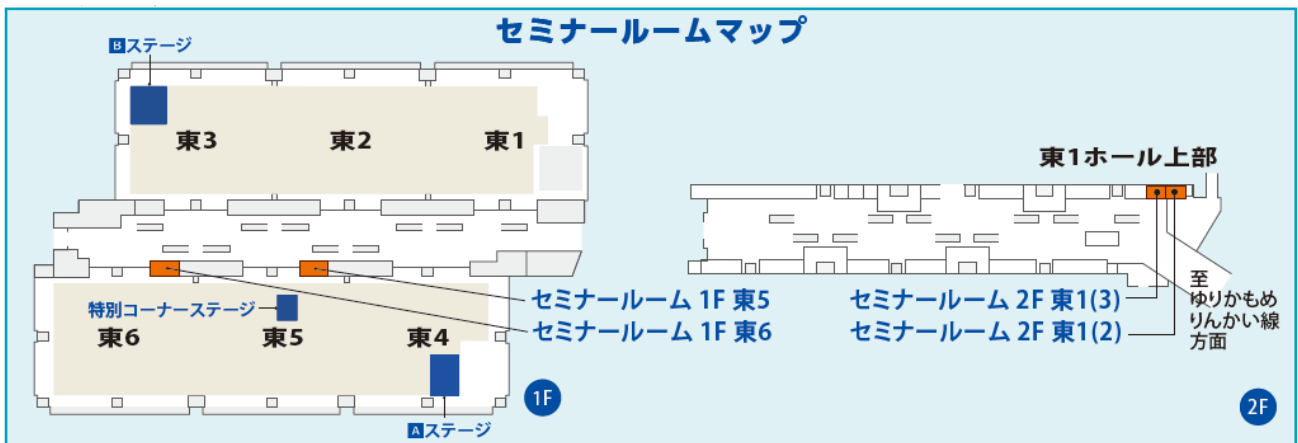 セミナールームマップ
Bステージ
東3
東2
東1
東1ホール上部
特別コーナーステージ
東6
東5
東4
セミナールーム 1F 東5
セミナールーム 1F 東6
セミナールーム 2F 東1(3)
セミナールーム 2F 東1(2)
至
ゆりかもめ
りんかい線
方面
1F
2F
Aステージ